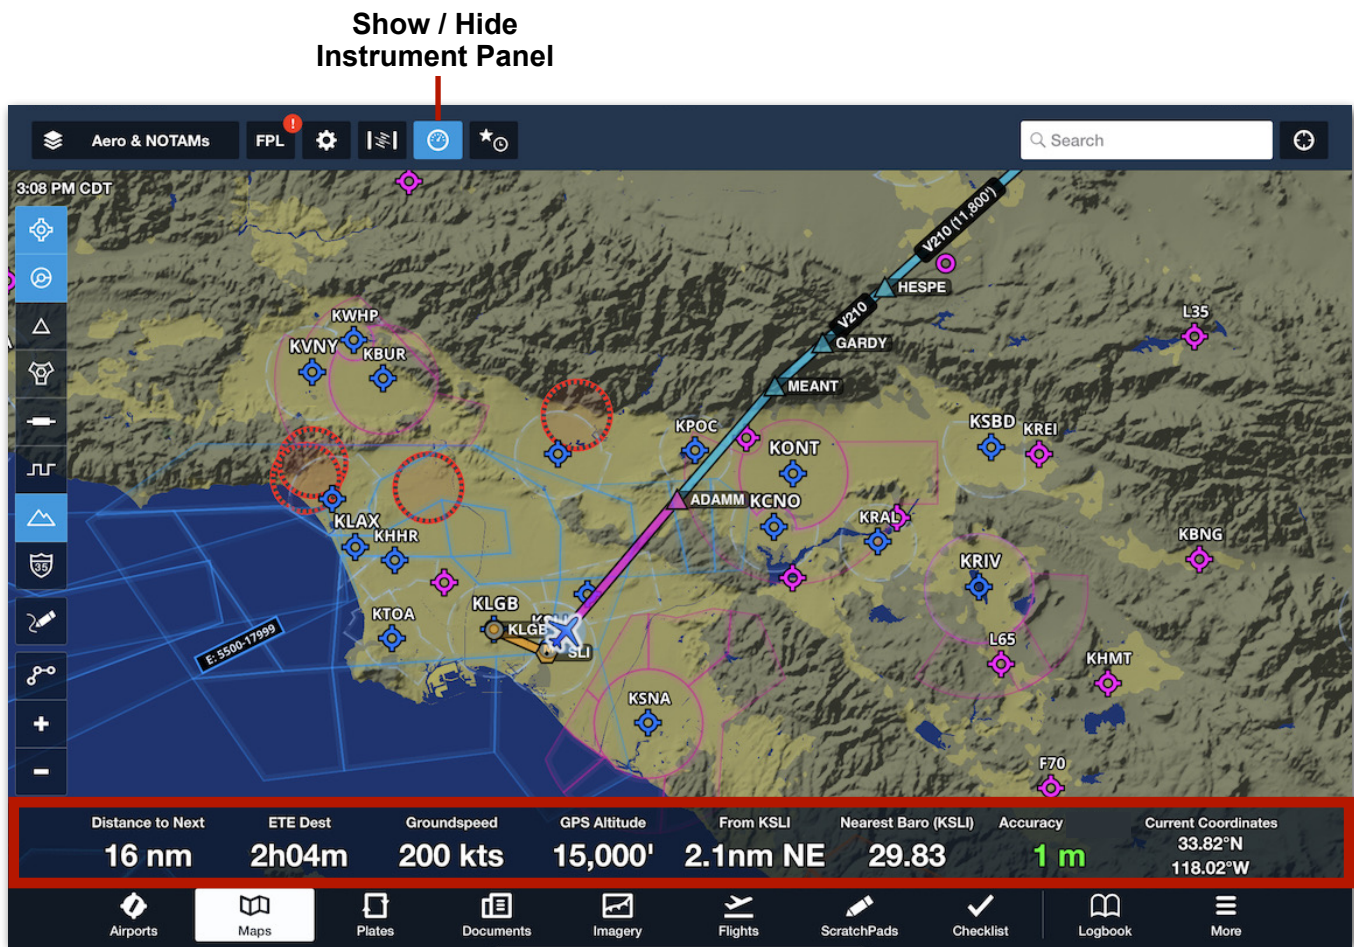 Show / Hide
Instrument Panel
Aero & NOTAMs
FPL
!
Search
3:08 PM CDT
V210 (11,800')
HESPE
V210
L35
KWHP
GARDY
KVNY
KBUR
MEANT
KPOC
KSBD
KREI
KONT
ADAMM
KCNO
KLAX
KRAL
KHHR
KBNG
KRIV
35
KLGB
KTOA
KLGB
SLI
E: 5500-17999
L65
KHMT
KSNA
F70
Distance to Next
ETE Dest
Groundspeed
GPS Altitude
From KSLI
Nearest Baro (KSLI)
Accuracy
Current Coordinates
16 nm
2h04m
200 kts
15,000'
2.1nm NE
29.83
1 m
33.82°N
118.02°W
Airports
Maps
Plates
Documents
Imagery
Flights
ScratchPads
Checklist
Logbook
More